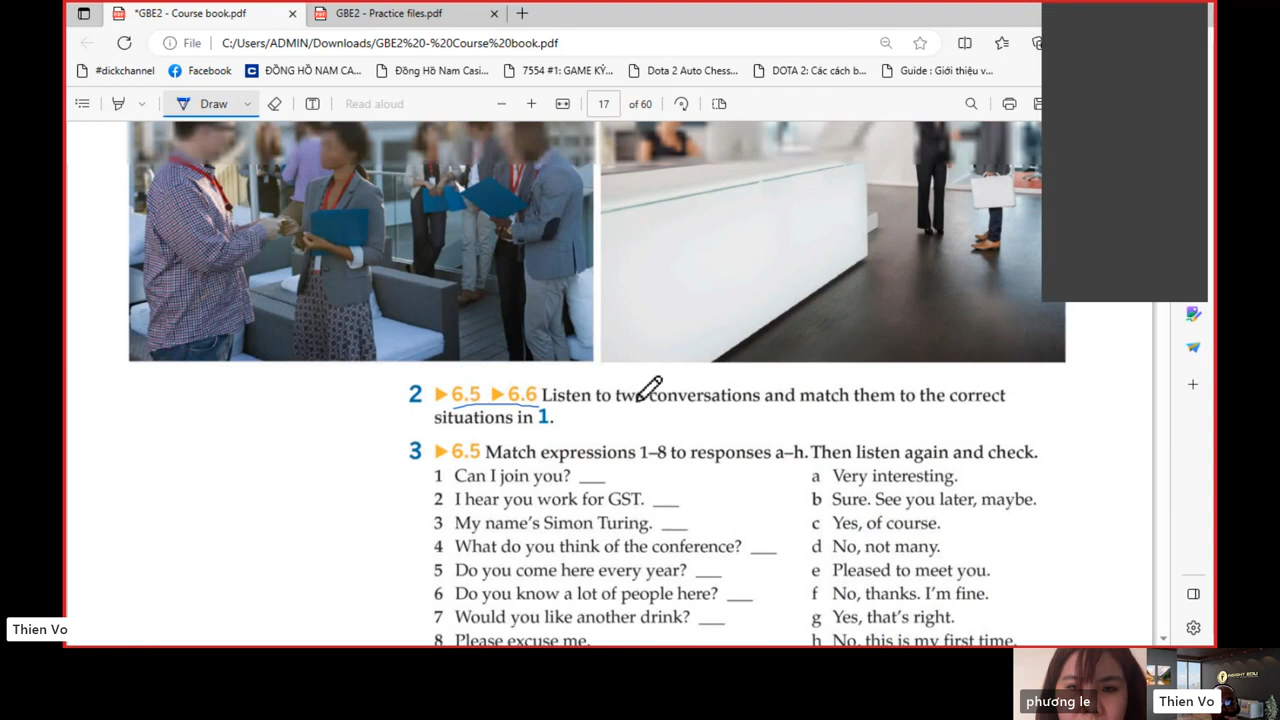 *GBE2 - Course book.pdf
GBE2 - Practice files.pdf
File
C:/Users/ADMIN/Downloads/GBE2%20-%20Course%20book.pdf
#dickchannel
Facebook
ĐỒNG HỒ NAM CA...
Đồng Hồ Nam Casi...
7554 #1: GAME KỶ...
Dota 2 Auto Chess...
DOTA 2: Các cách b...
Guide : Giới thiệu v...
Draw
Read aloud
17 of 60
2 ▶6.5 ▶6.6 Listen to two conversations and match them to the correct
situations in 1.
3 ▶6.5 Match expressions 1–8 to responses a–h. Then listen again and check.
1 Can I join you? ___
a Very interesting.
2 I hear you work for GST. ___
b Sure. See you later, maybe.
3 My name's Simon Turing. ___
c Yes, of course.
4 What do you think of the conference? ___
d No, not many.
5 Do you come here every year? ___
e Pleased to meet you.
6 Do you know a lot of people here? ___
f No, thanks. I'm fine.
7 Would you like another drink? ___
g Yes, that's right.
8 Please excuse me.
h No, this is my first time.
Thien Vo
phương le
Thien Vo